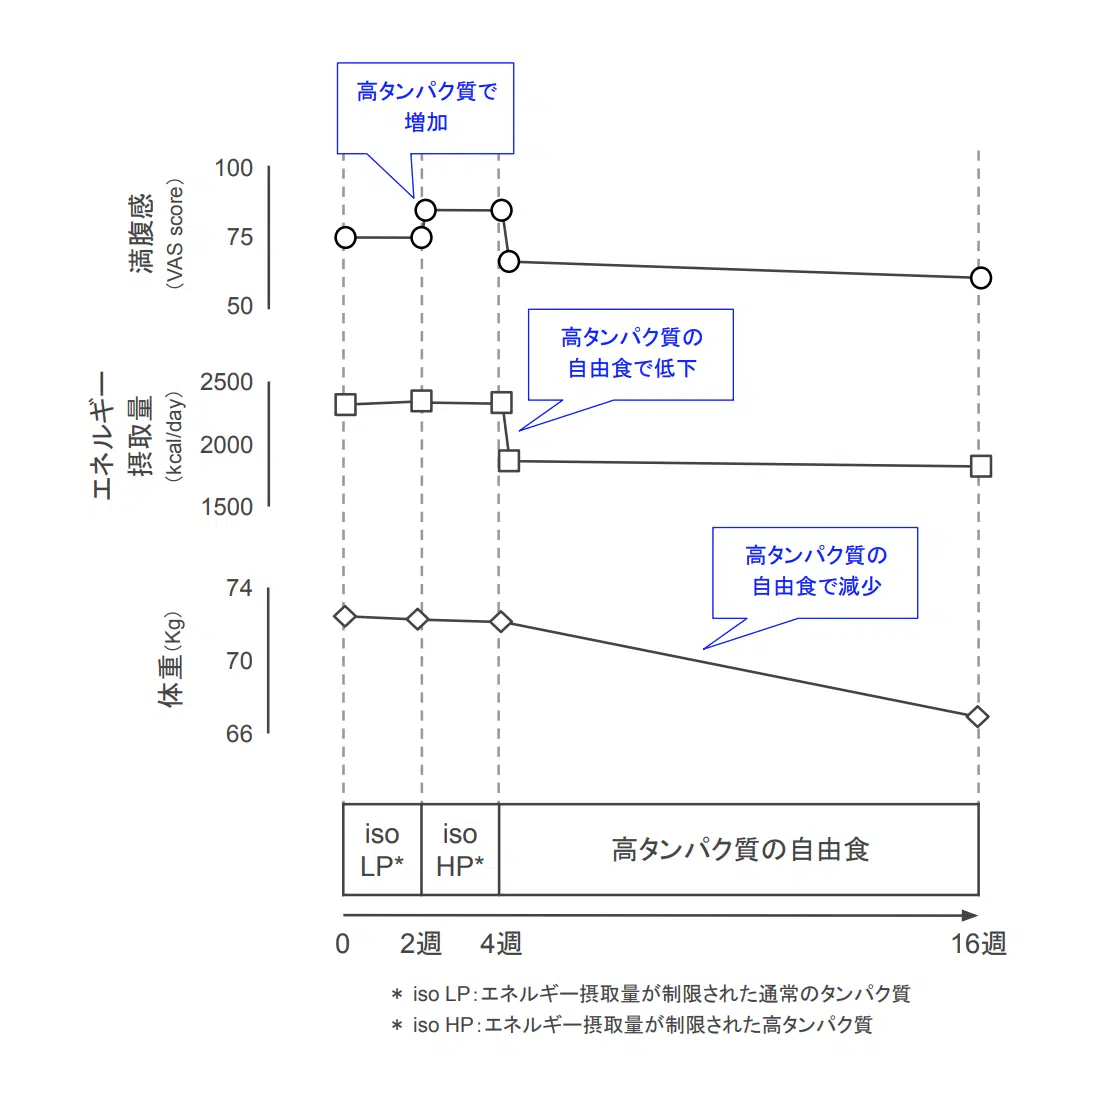 高タンパク質で
増加
100
75
50
満腹感
(VAS score)
高タンパク質の
自由食で低下
2500
2000
1500
エネルギー
摂取量
(kcal/day)
高タンパク質の
自由食で減少
74
70
66
体重(Kg)
iso
LP*
iso
HP*
高タンパク質の自由食
0
2週
4週
16週
* iso LP:エネルギー摂取量が制限された通常のタンパク質
* iso HP:エネルギー摂取量が制限された高タンパク質